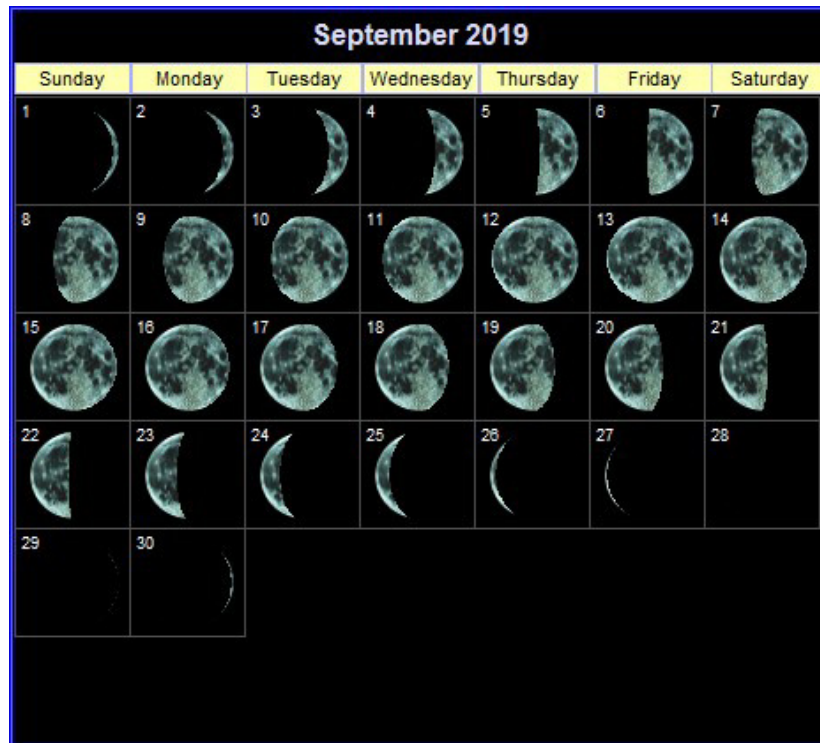 September 2019
Sunday Monday Tuesday Wednesday Thursday Friday Saturday
1 2 3 4 5 6 7
8 9 10 11 12 13 14
15 16 17 18 19 20 21
22 23 24 25 26 27 28
29 30